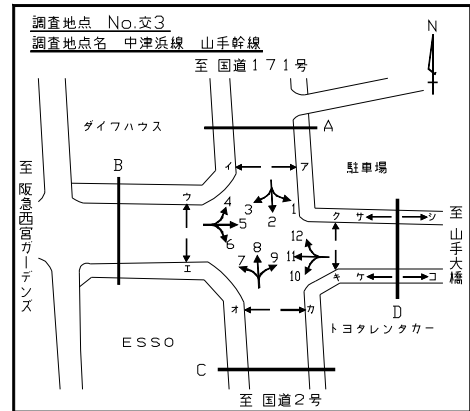 調査地点 No.交3
調査地点名 中津浜線 山手幹線
N
至 国道171号
A
ダイワハウス
駐車場
B
イ ア
ウ
4 3 2 1
5
ク サ シ
6
8
12
7 9
11
10
エ
キ ケ コ
オ カ
D
至 阪急西宮ガーデンズ
至 山手大橋
トヨタレンタカー
ESSO
C
至 国道2号